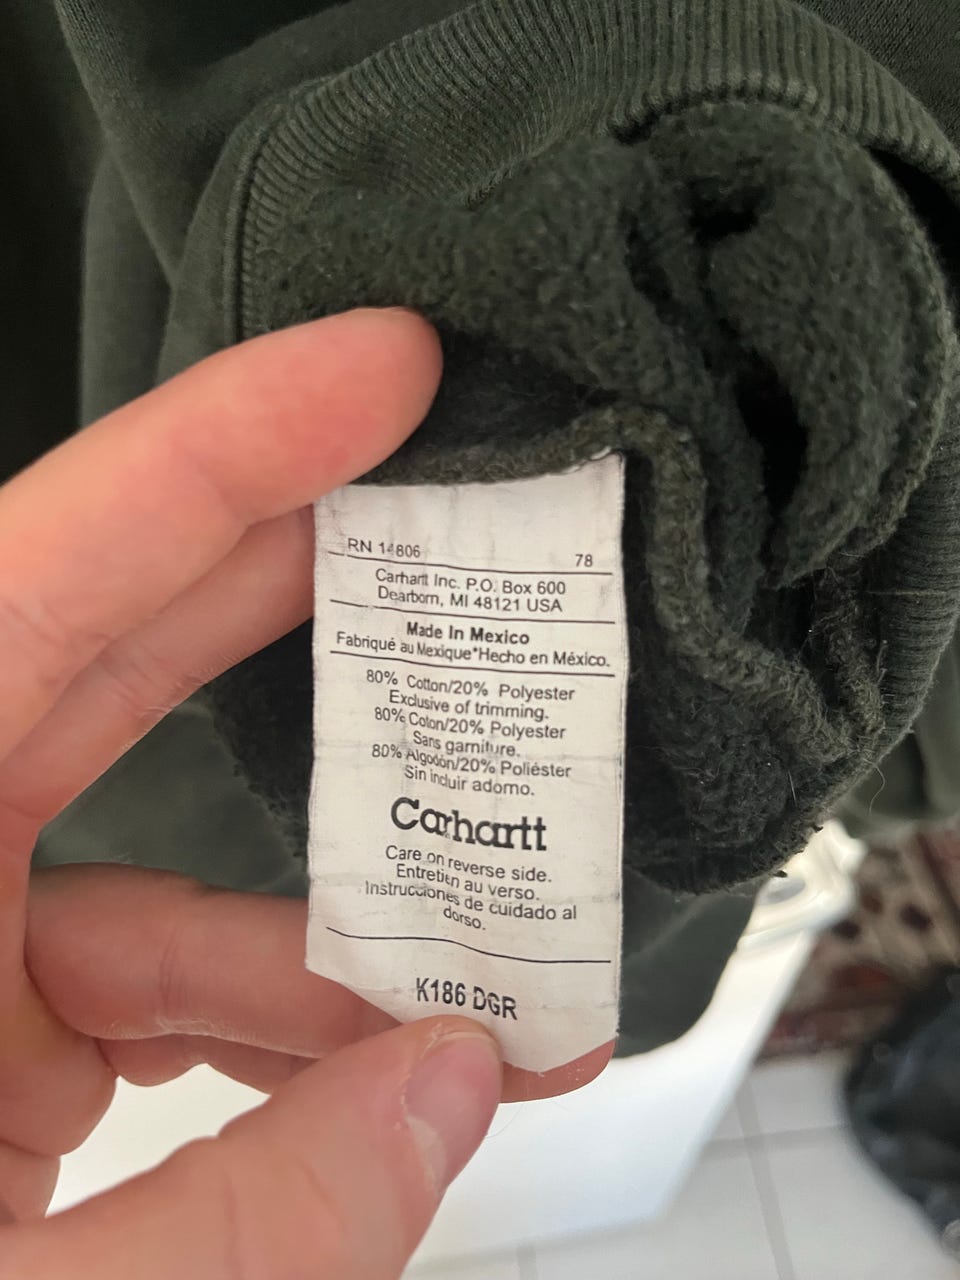 RN 14806 78
Carhartt Inc. P.O. Box 600
Dearborn, MI 48121 USA
Made In Mexico
Fabriqué au Mexique*Hecho en México.
80% Cotton/20% Polyester
Exclusive of trimming.
80% Coton/20% Polyester
Sans garniture.
80% Algodón/20% Poliéster
Sin incluir adorno.
Carhartt
Care on reverse side.
Entretien au verso.
Instrucciones de cuidado al
dorso.
K186 DGR